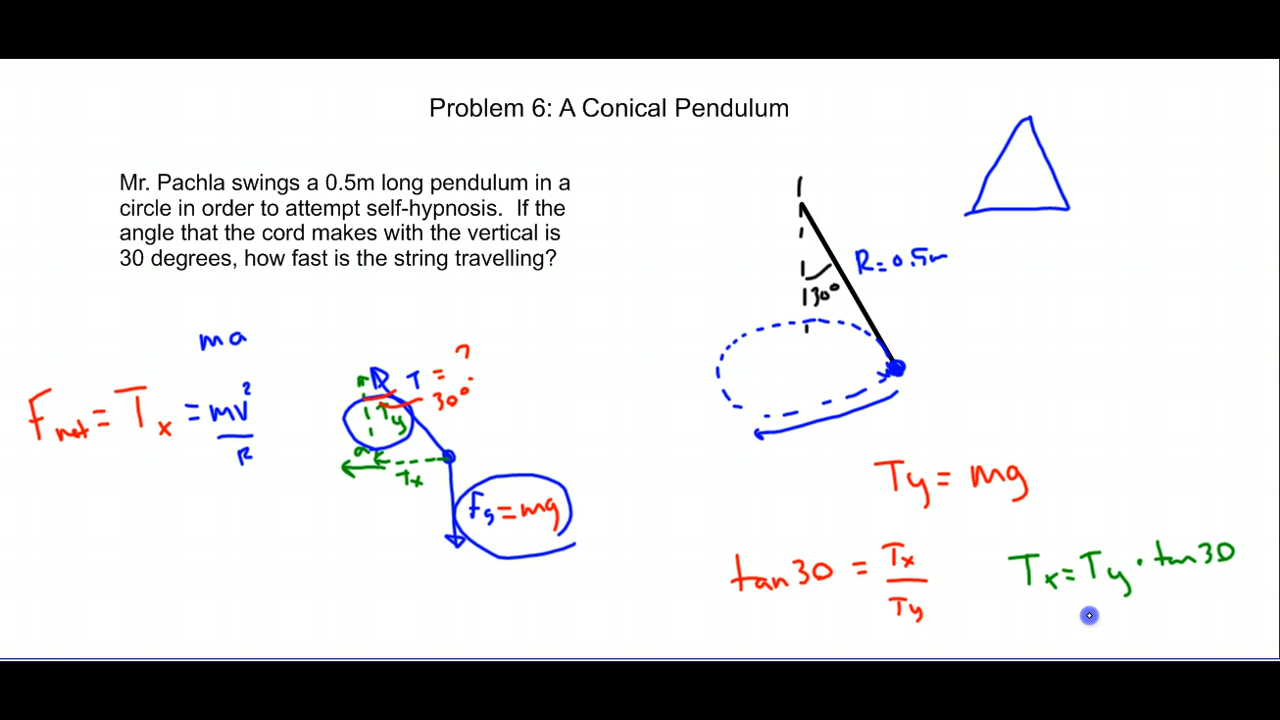 Problem 6: A Conical Pendulum
Mr. Pachla swings a 0.5m long pendulum in a
circle in order to attempt self-hypnosis. If the
angle that the cord makes with the vertical is
30 degrees, how fast is the string travelling?
R = 0.5m
30°
ma
Fnet = Tx = mv²/R
T = ?
30°
Ty
a
Tx
Fg = mg
Ty = mg
tan30 = Tx/Ty
Tx = Ty · tan30